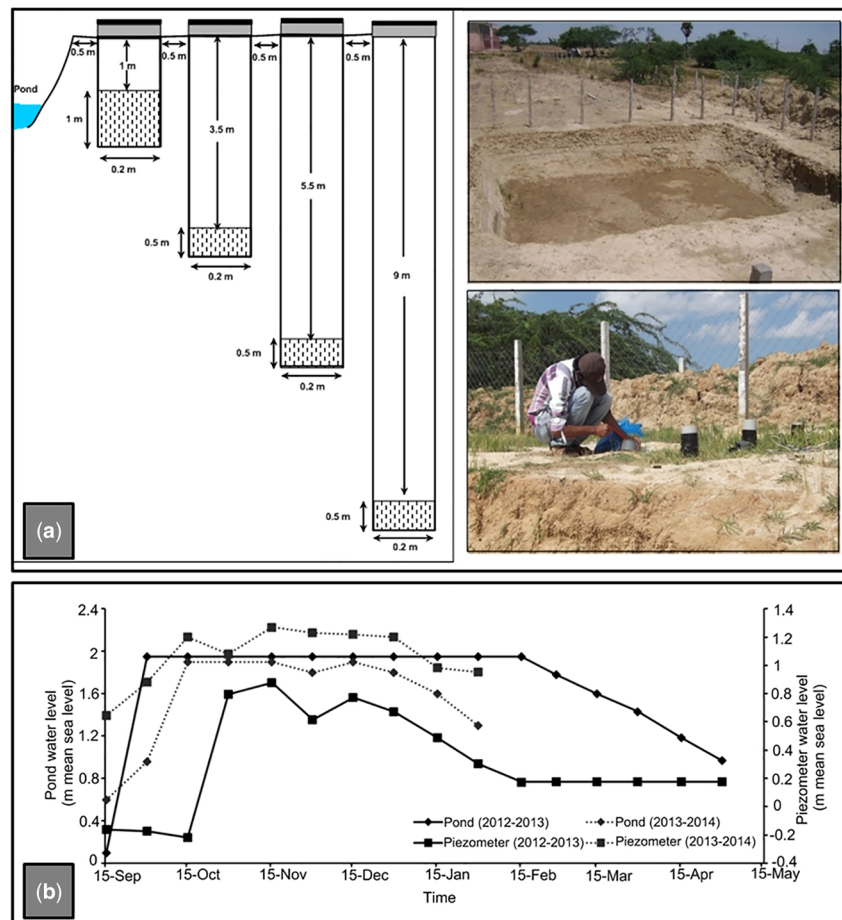 0.5 m
0.5 m
0.5 m
0.5 m
1 m
Pond
1 m
0.2 m
3.5 m
0.5 m
0.2 m
5.5 m
0.5 m
0.2 m
9 m
0.5 m
0.2 m
(a)
2.4
2
1.6
1.2
0.8
0.4
0
Pond water level
(m mean sea level)
1.4
1.2
1
0.8
0.6
0.4
0.2
0
-0.2
-0.4
Piezometer water level
(m mean sea level)
Pond (2012-2013)
Pond (2013-2014)
Piezometer (2012-2013)
Piezometer (2013-2014)
15-Sep
15-Oct
15-Nov
15-Dec
15-Jan
15-Feb
15-Mar
15-Apr
15-May
Time
(b)